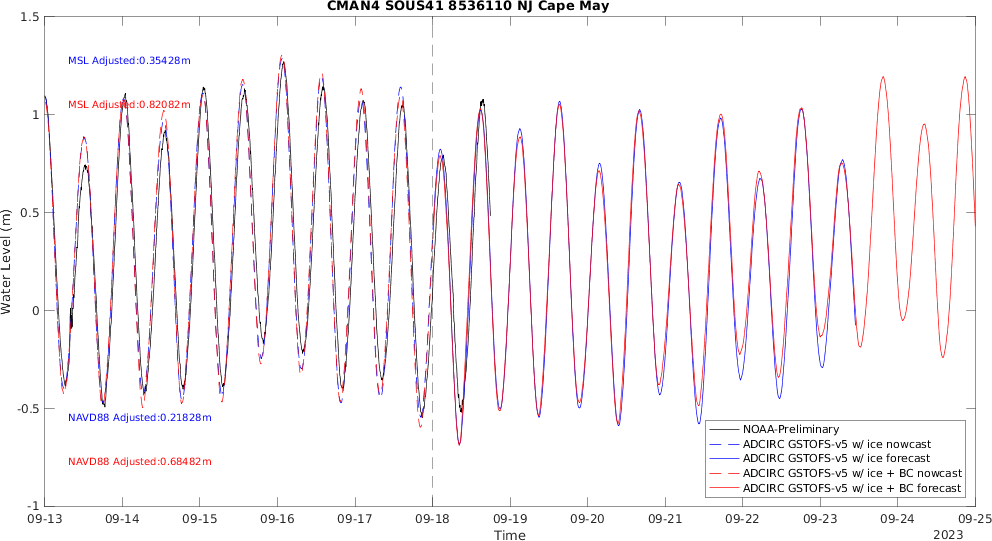 CMAN4 SOUS41 8536110 NJ Cape May
1.5
MSL Adjusted:0.35428m
MSL Adjusted:0.82082m
1
0.5
Water Level (m)
0
-0.5
NAVD88 Adjusted:0.21828m
NAVD88 Adjusted:0.68482m
NOAA-Preliminary
ADCIRC GSTOFS-v5 w/ ice nowcast
ADCIRC GSTOFS-v5 w/ ice forecast
ADCIRC GSTOFS-v5 w/ ice + BC nowcast
ADCIRC GSTOFS-v5 w/ ice + BC forecast
-1
09-13 09-14 09-15 09-16 09-17 09-18 09-19 09-20 09-21 09-22 09-23 09-24 09-25
Time
2023